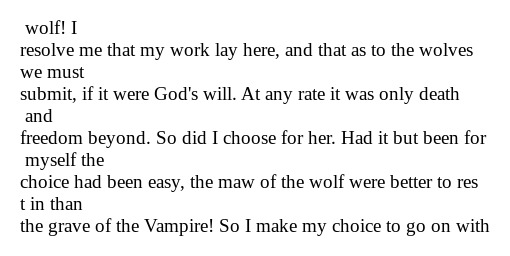 wolf! I
resolve me that my work lay here, and that as to the wolves
we must
submit, if it were God's will. At any rate it was only death
and
freedom beyond. So did I choose for her. Had it but been for
myself the
choice had been easy, the maw of the wolf were better to res
t in than
the grave of the Vampire! So I make my choice to go on with